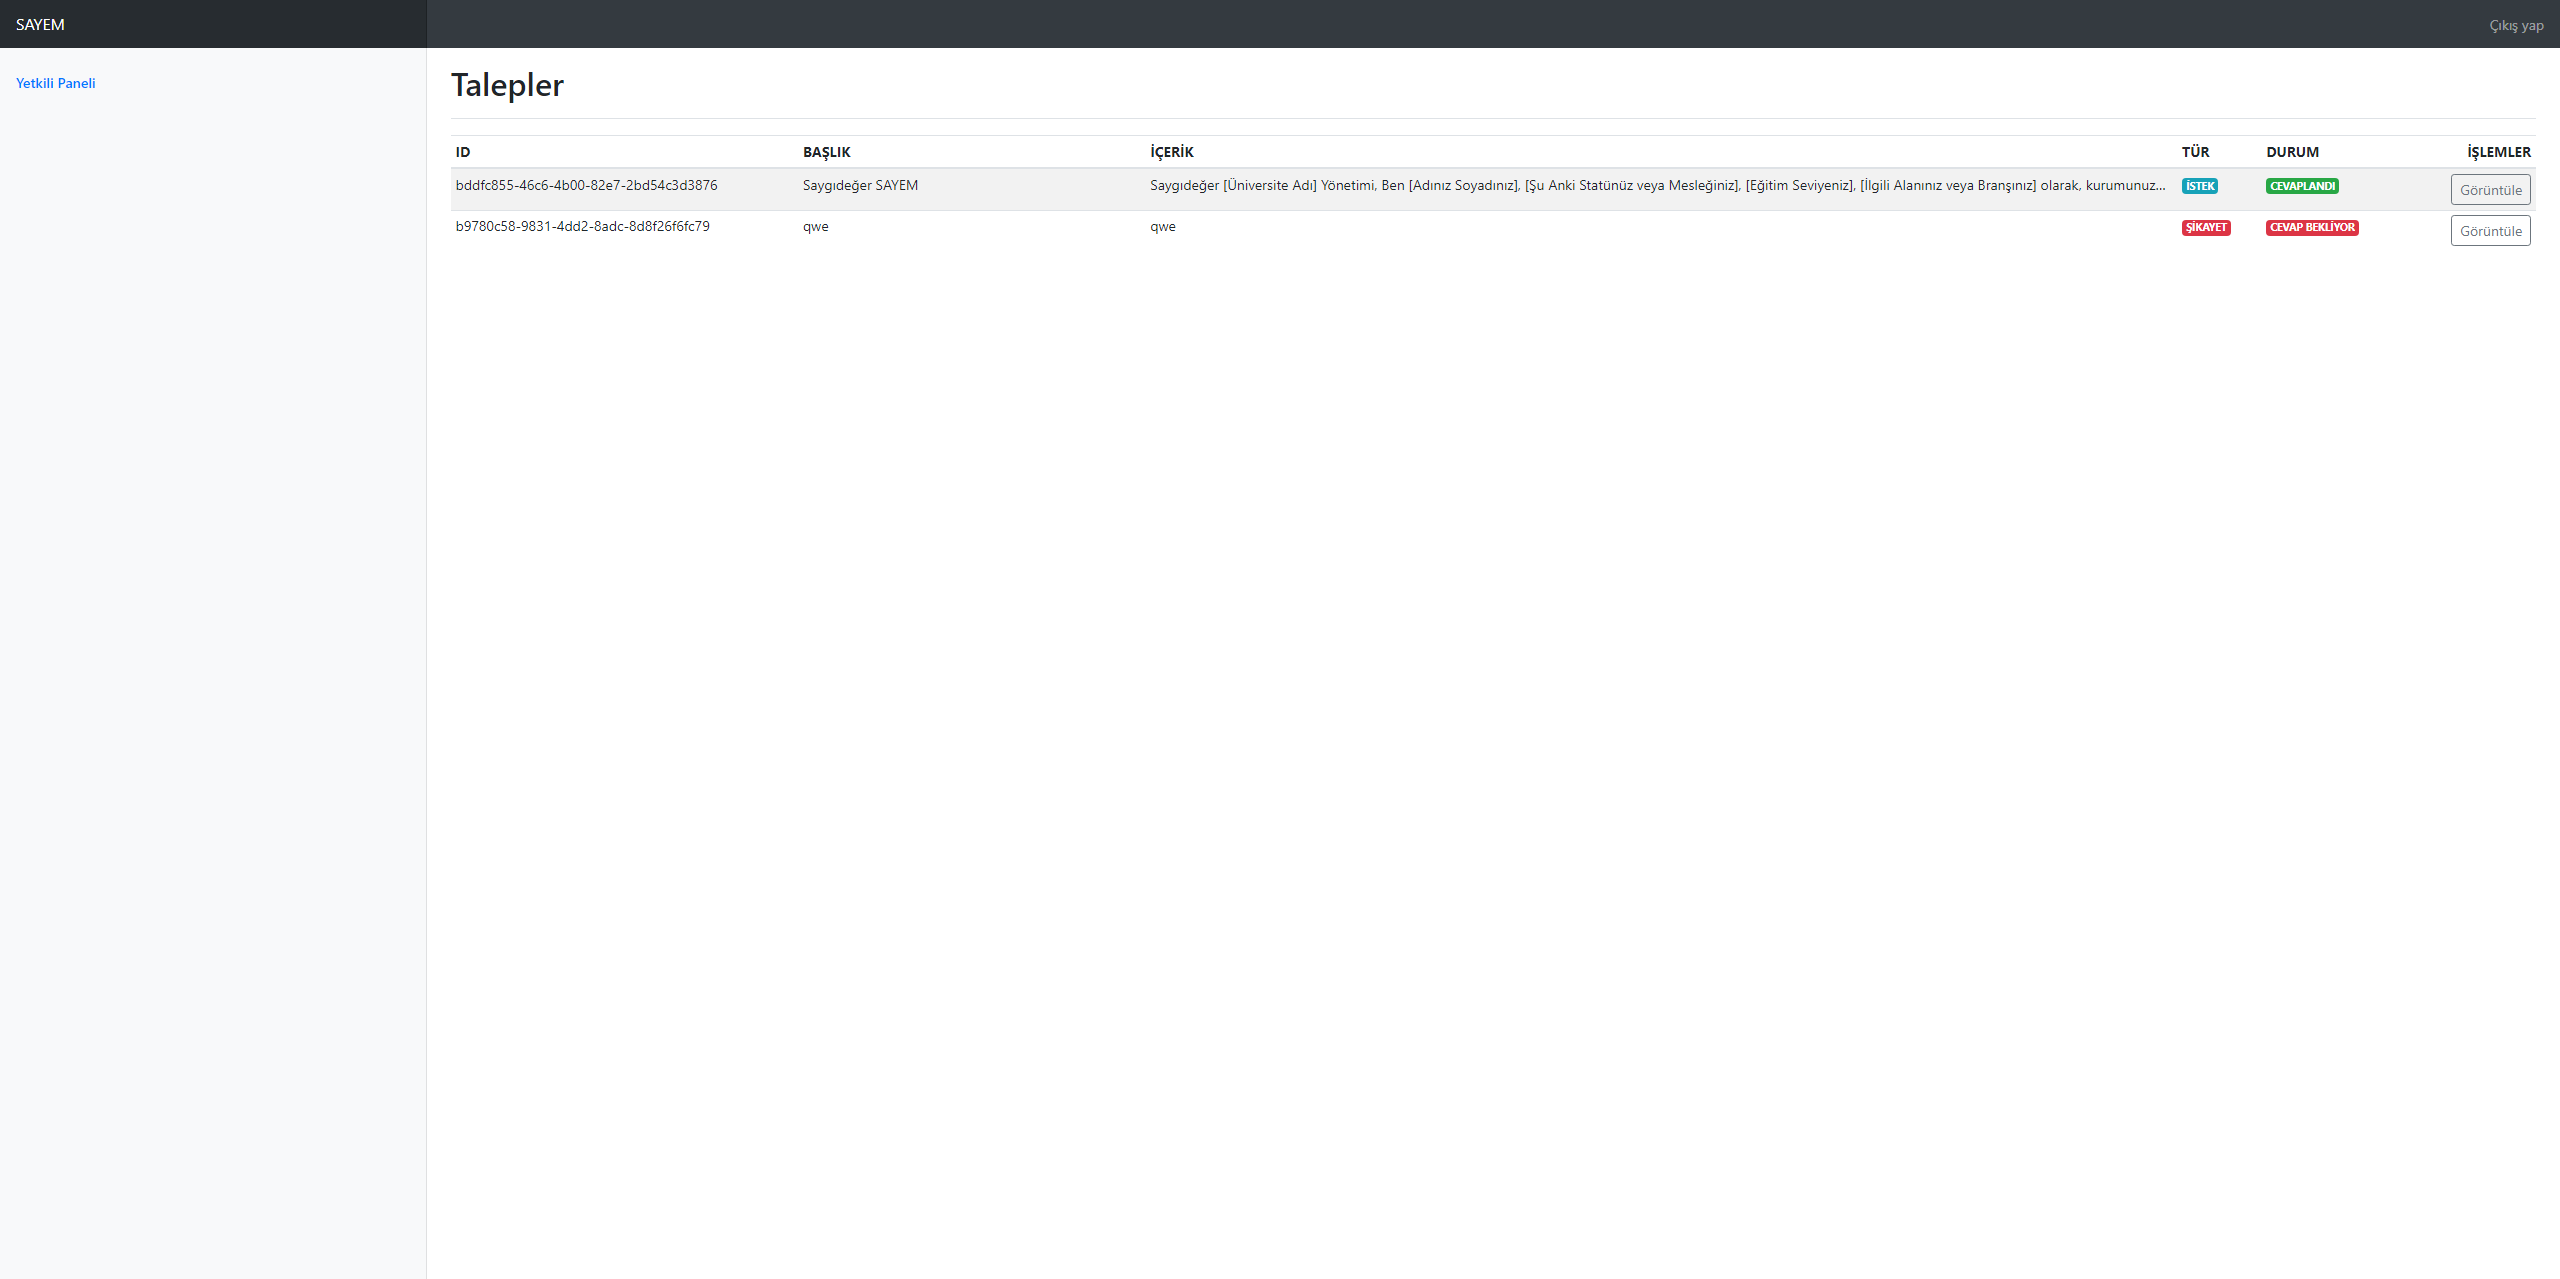 SAYEM
Çıkış yap
Yetkili Paneli
Talepler
ID BAŞLIK İÇERİK TÜR DURUM İŞLEMLER
bddfc855-46c6-4b00-82e7-2bd54c3d3876 Saygıdeğer SAYEM Saygıdeğer [Üniversite Adı] Yönetimi, Ben [Adınız Soyadınız], [Şu Anki Statünüz veya Mesleğiniz], [Eğitim Seviyeniz], [İlgili Alanınız veya Branşınız] olarak, kurumunuz... İSTEK CEVAPLANDI Görüntüle
b9780c58-9831-4dd2-8adc-8d8f26f6fc79 qwe qwe ŞİKAYET CEVAP BEKLİYOR Görüntüle